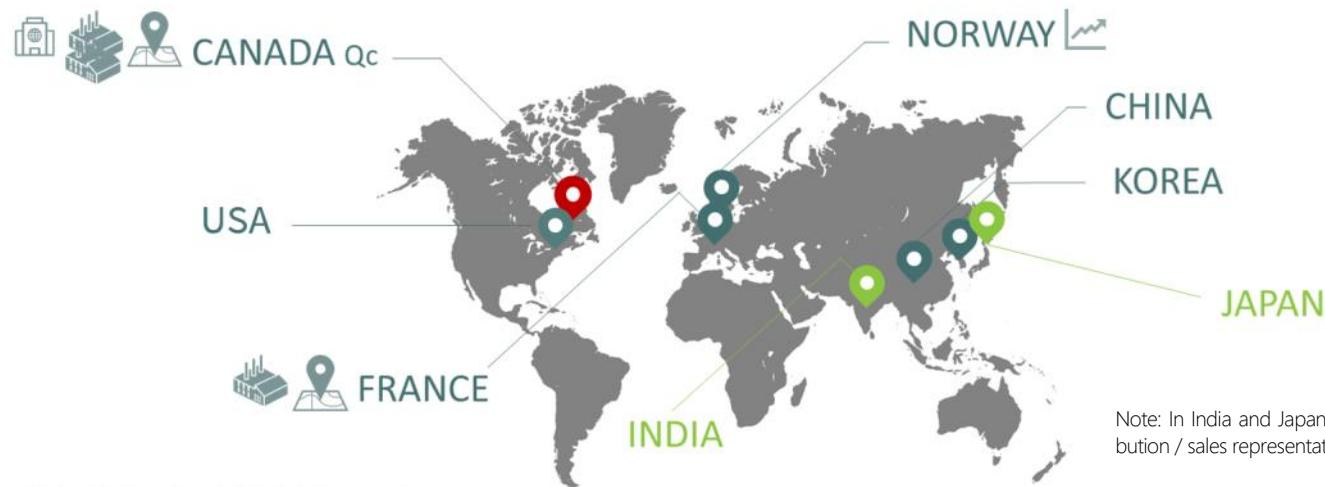 CANADA Qc
NORWAY
CHINA
KOREA
USA
JAPAN
FRANCE
INDIA
Note: In India and Japan
bution / sales representat